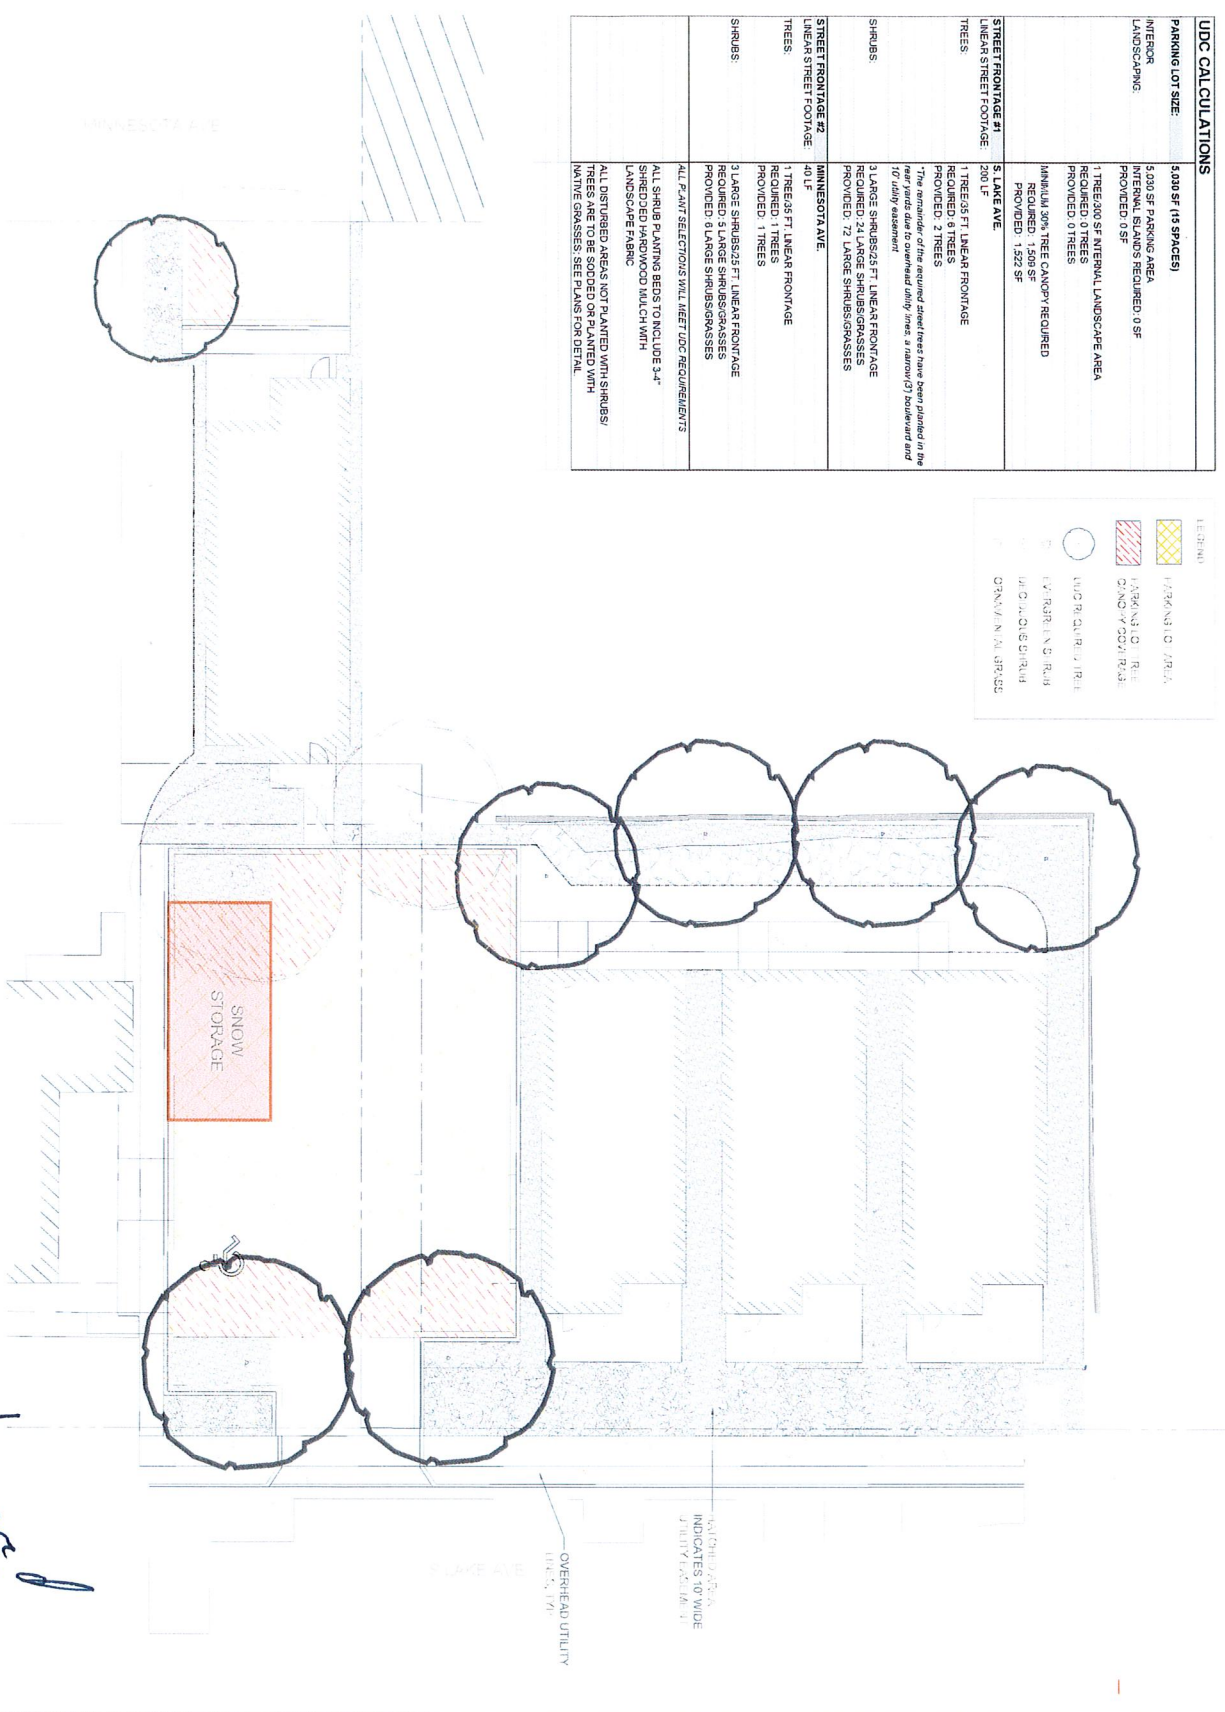 UDC CALCULATIONS
PARKING LOT SIZE: 5,030 SF (15 SPACES)
INTERIOR 5,030 SF PARKING AREA
LANDSCAPING: INTERNAL ISLANDS REQUIRED: 0 SF
PROVIDED: 0 SF
1 TREE/300 SF INTERNAL LANDSCAPE AREA
REQUIRED: 0 TREES
PROVIDED: 0 TREES
MINIMUM 30% TREE CANOPY REQUIRED
REQUIRED: 1,509 SF
PROVIDED: 1,522 SF
STREET FRONTAGE #1 S. LAKE AVE.
LINEAR STREET FOOTAGE: 200 LF
TREES: 1 TREE/35 FT. LINEAR FRONTAGE
REQUIRED: 6 TREES
PROVIDED: 2 TREES
*The remainder of the required street trees have been planted in the
rear yards due to overhead utility lines, a narrow (3') boulevard and
10' utility easement
SHRUBS: 3 LARGE SHRUBS/25 FT. LINEAR FRONTAGE
REQUIRED: 24 LARGE SHRUBS/GRASSES
PROVIDED: 72 LARGE SHRUBS/GRASSES
STREET FRONTAGE #2 MINNESOTA AVE.
LINEAR STREET FOOTAGE: 40 LF
TREES: 1 TREE/35 FT. LINEAR FRONTAGE
REQUIRED: 1 TREES
PROVIDED: 1 TREES
SHRUBS: 3 LARGE SHRUBS/25 FT. LINEAR FRONTAGE
REQUIRED: 5 LARGE SHRUBS/GRASSES
PROVIDED: 6 LARGE SHRUBS/GRASSES
ALL PLANT SELECTIONS WILL MEET UDC REQUIREMENTS
ALL SHRUB PLANTING BEDS TO INCLUDE 3-4"
SHREDDED HARDWOOD MULCH WITH
LANDSCAPE FABRIC
ALL DISTURBED AREAS NOT PLANTED WITH SHRUBS/
TREES ARE TO BE SODDED OR PLANTED WITH
NATIVE GRASSES; SEE PLANS FOR DETAIL
LEGEND
PARKING LOT AREA
PARKING LOT TREE
CANOPY COVERAGE
UDC REQUIRED TREE
EVERGREEN SHRUB
DECIDUOUS SHRUB
ORNAMENTAL GRASS
MINNESOTA AVE
SNOW
STORAGE
HATCHED AREA
INDICATES 10' WIDE
UTILITY EASEMENT
OVERHEAD UTILITY
LINES, TYP.
S LAKE AVE